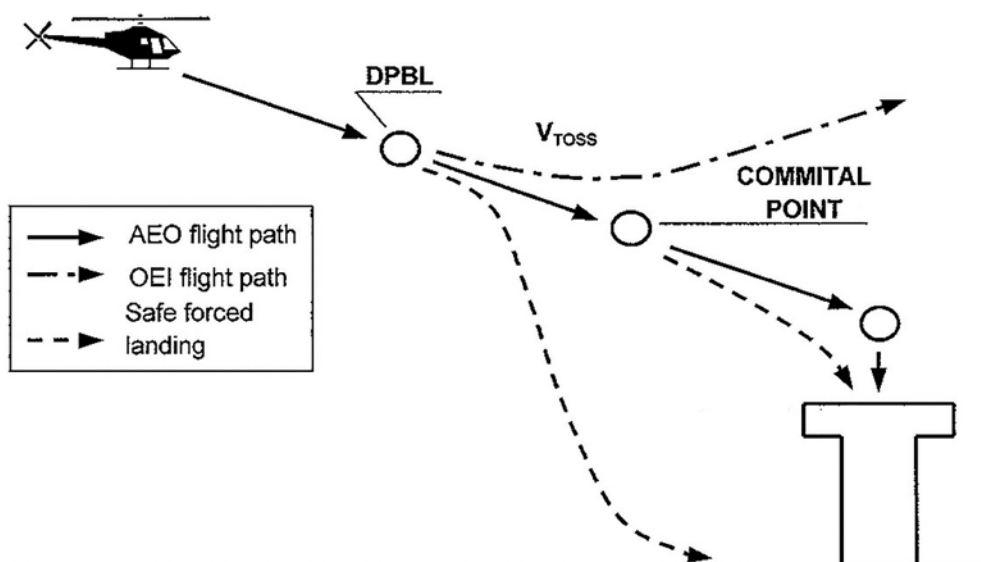 DPBL
VTOSS
COMMITAL
POINT
AEO flight path
OEI flight path
Safe forced
landing